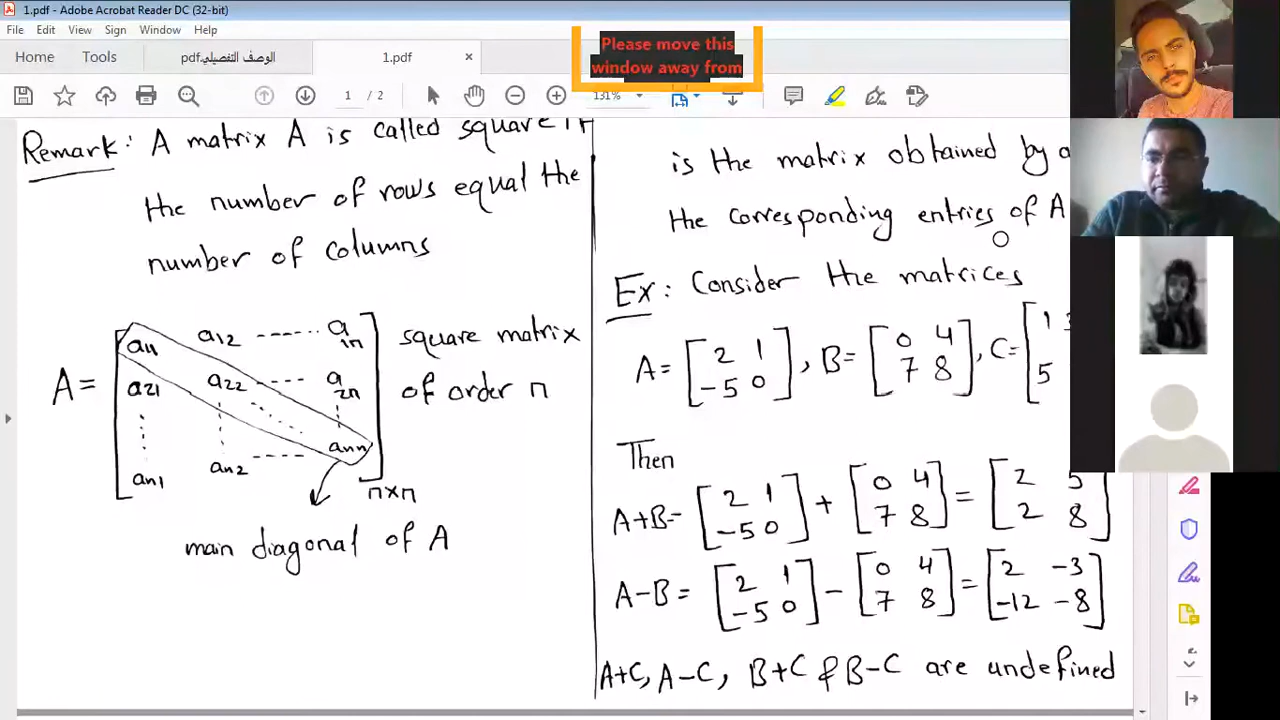 1.pdf - Adobe Acrobat Reader DC (32-bit)
File Edit View Sign Window Help
Home Tools الوصف التفصيلي.pdf 1.pdf ×
Please move this
window away from
1 / 2 131%
Remark: A matrix A is called square if
the number of rows equal the
number of columns
A = [ a11 a12 ------ a1n
a21 a22 ---- a2n
an1 an2 ---- ann ] n×n
square matrix
of order n
main diagonal of A
is the matrix obtained by a
the corresponding entries of A
Ex: Consider the matrices
A = [ 2 1 -5 0 ], B = [ 0 4 7 8 ], C = [ 1 5
Then
A+B = [ 2 1 -5 0 ] + [ 0 4 7 8 ] = [ 2 5 2 8 ]
A-B = [ 2 1 -5 0 ] - [ 0 4 7 8 ] = [ 2 -3 -12 -8 ]
A+C, A-C, B+C & B-C are undefined